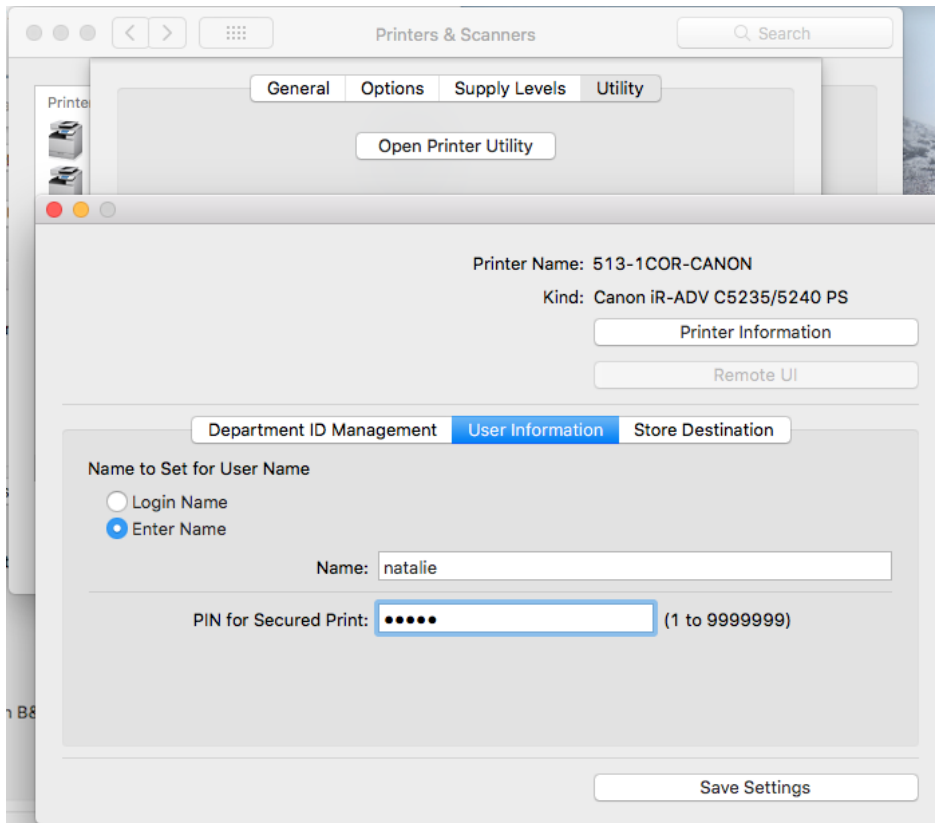 Printers & Scanners
Search
General Options Supply Levels Utility
Open Printer Utility
Printer Name: 513-1COR-CANON
Kind: Canon iR-ADV C5235/5240 PS
Printer Information
Remote UI
Department ID Management User Information Store Destination
Name to Set for User Name
Login Name
Enter Name
Name: natalie
PIN for Secured Print: ••••• (1 to 9999999)
Save Settings